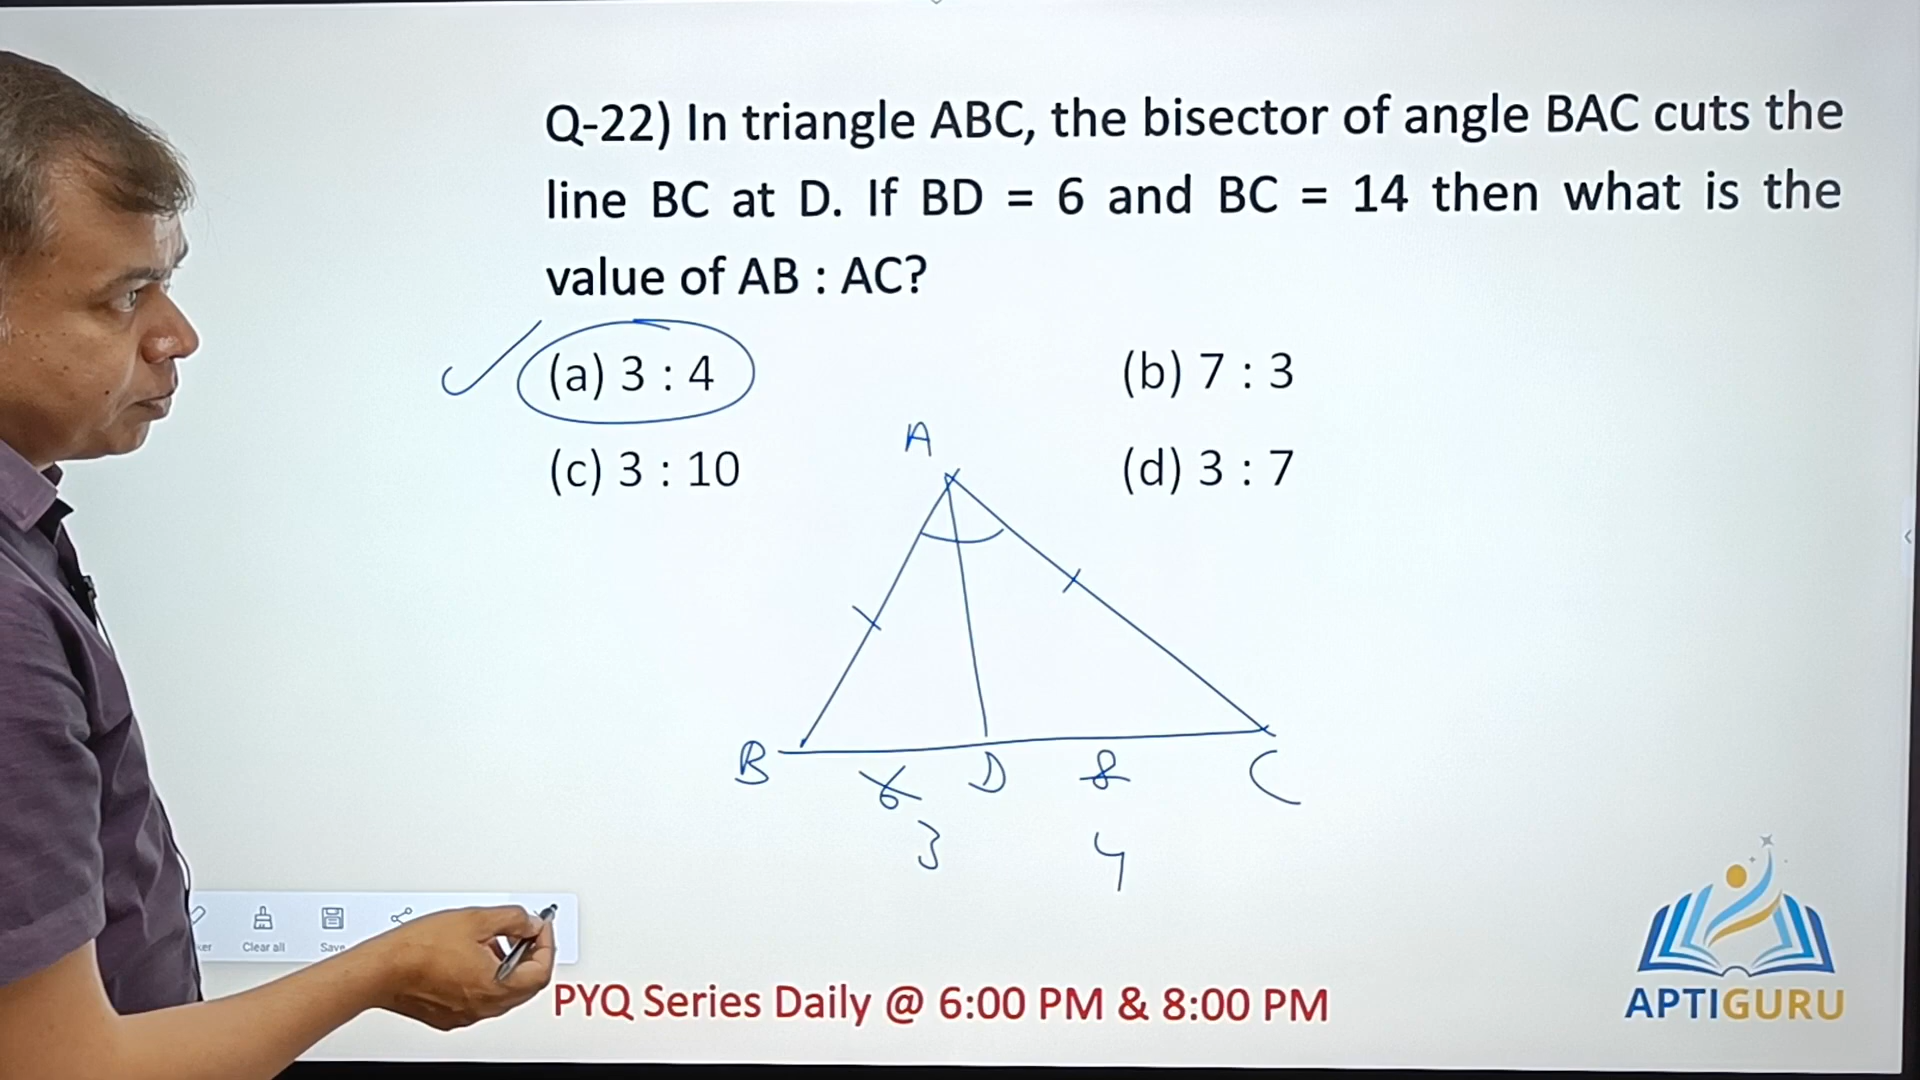 Q-22) In triangle ABC, the bisector of angle BAC cuts the
line BC at D. If BD = 6 and BC = 14 then what is the
value of AB : AC?
(a) 3 : 4
(b) 7 : 3
(c) 3 : 10
(d) 3 : 7
A
B 6 D 8 C
3 4
ker Clear all Save
PYQ Series Daily @ 6:00 PM & 8:00 PM
APTIGURU